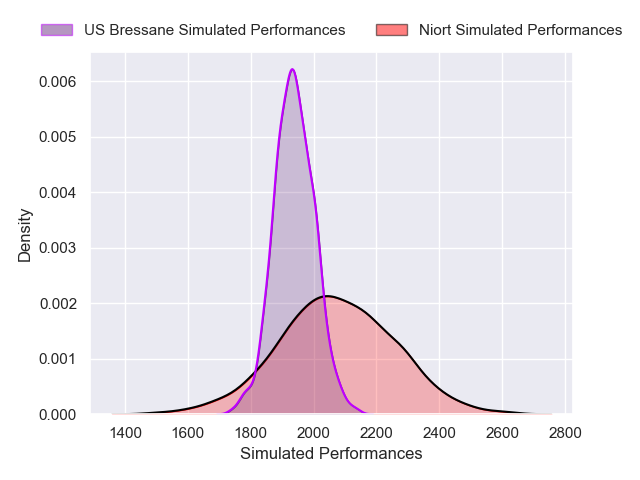 US Bressane Simulated Performances
Niort Simulated Performances
0.006
0.005
0.004
0.003
0.002
0.001
0.000
Density
1400 1600 1800 2000 2200 2400 2600 2800
Simulated Performances